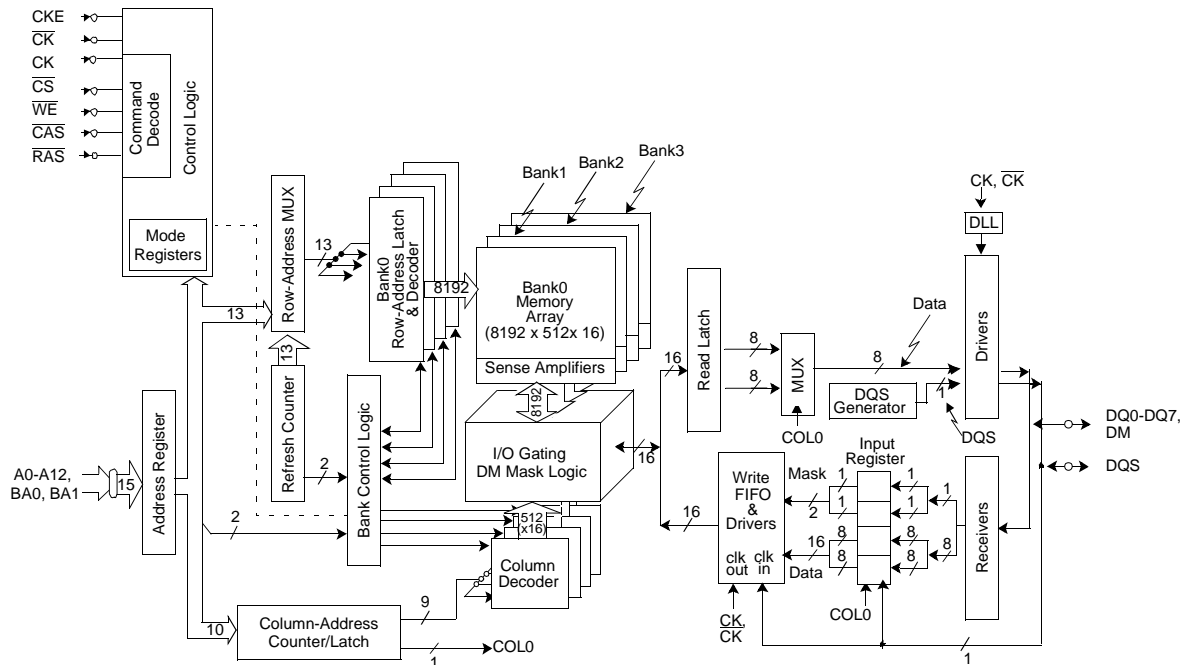 CKE
CK
CK
CS
WE
CAS
RAS
Command
Decode
Control Logic
Mode
Registers
Row-Address MUX
13
13
13
Refresh Counter
2
Bank0
Row-Address Latch
& Decoder
8192
Bank1
Bank2
Bank3
Bank0
Memory
Array
(8192 x 512x 16)
Sense Amplifiers
8192
I/O Gating
DM Mask Logic
16
Bank Control Logic
A0-A12,
BA0, BA1
15
Address Register
2
512
(x16)
Column
Decoder
10
Column-Address
Counter/Latch
9
1
COL0
16
Read Latch
8
8
MUX
COL0
8
Data
DQS
Generator
1
DQS
CK, CK
DLL
Drivers
DQ0-DQ7,
DM
DQS
Input
Register
Write
FIFO
&
Drivers
clk
out
clk
in
16
Mask
2
16
Data
1
1
8
8
1
1
8
8
1
8
Receivers
COL0
CK,
CK
1